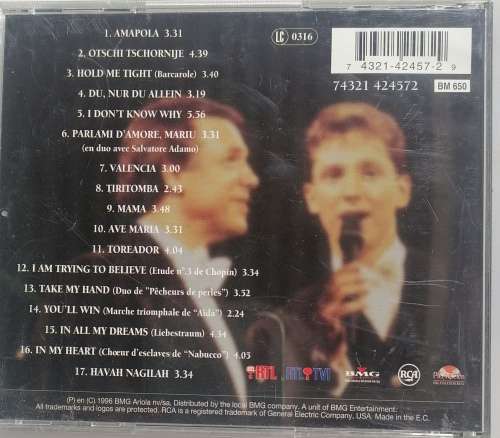 1. AMAPOLA 3.31
2. OTSCHI TSCHORNIJE 4.39
3. HOLD ME TIGHT (Barcarole) 3.40
4. DU, NUR DU ALLEIN 3.19
5. I DON'T KNOW WHY 5.56
6. PARLAMI D'AMORE, MARIU 3.31
(en duo avec Salvatore Adamo)
7. VALENCIA 3.00
8. TIRITOMBA 2.43
9. MAMA 3.48
10. AVE MARIA 3.31
11. TOREADOR 4.04
12. I AM TRYING TO BELIEVE (Etude n°.3 de Chopin) 3.34
13. TAKE MY HAND (Duo de "Pêcheurs de perles") 3.52
14. YOU'LL WIN (Marche triomphale de "Aida") 2.24
15. IN ALL MY DREAMS (Liebestraum) 4.34
16. IN MY HEART (Chœur d'esclaves de "Nabucco") 4.05
17. HAVAH NAGILAH 3.34
LC 0316
7 74321-42457-2 9
74321 424572
BM 650
RTL
RTL TVI
BMG
RCA
(P) en (C) 1996 BMG Ariola nv/sa, Distributed by the local BMG company. A unit of BMG Entertainment.
All trademarks and logos are protected. RCA is a registered trademark of General Electric Company, USA. Made in the E.C.